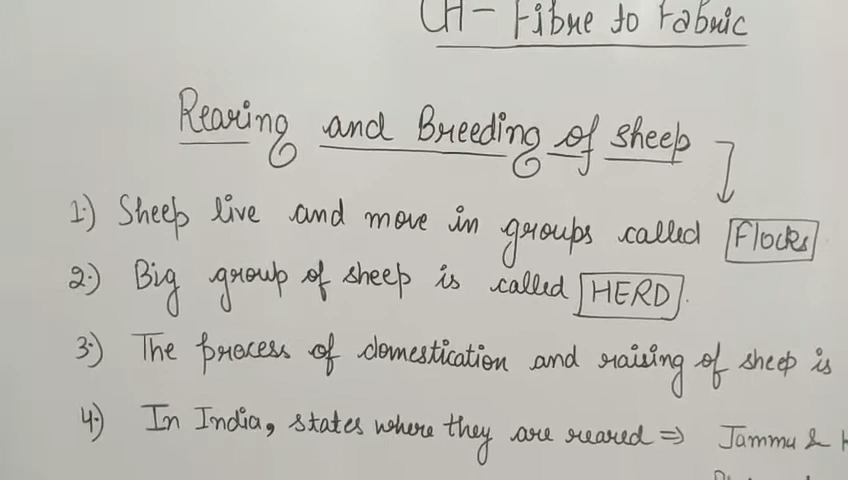 CH - Fibre to Fabric
Rearing and Breeding of sheep
1.) Sheep live and move in groups called Flocks
2.) Big group of sheep is called HERD.
3.) The process of domestication and raising of sheep is
4.) In India, states where they are reared ⇒ Jammu &